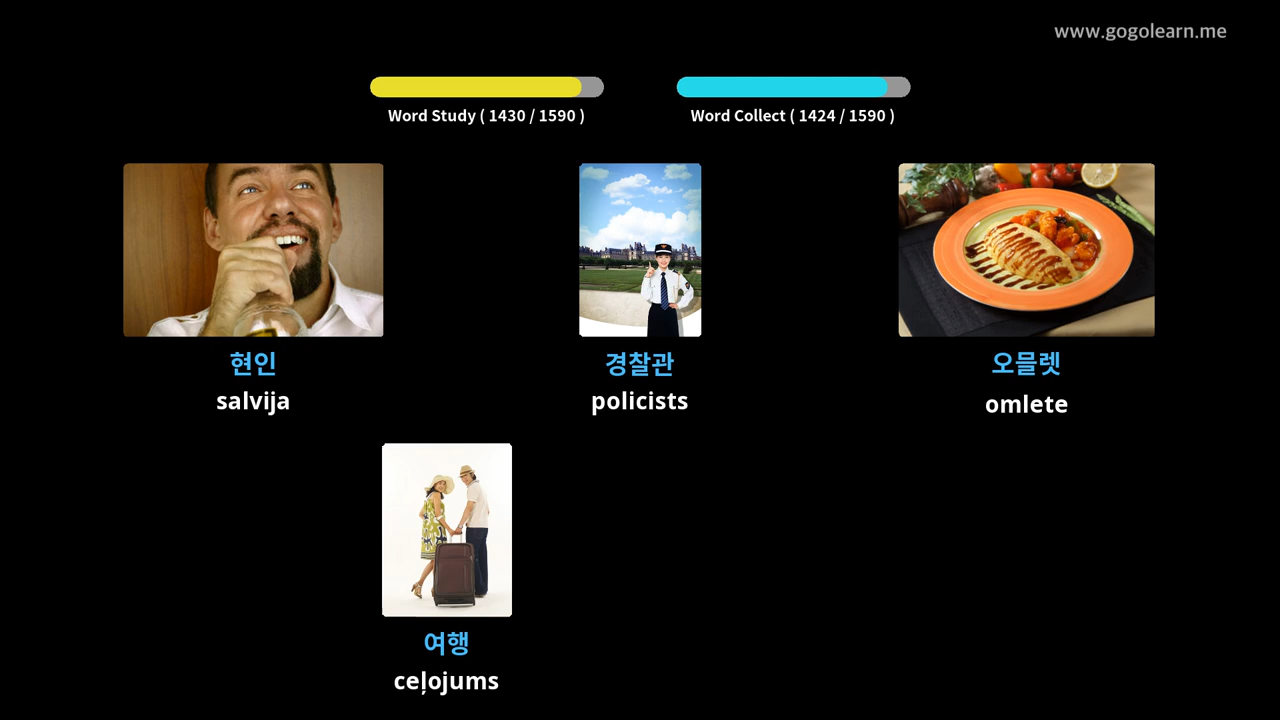 www.gogolearn.me
Word Study ( 1430 / 1590 )
Word Collect ( 1424 / 1590 )
현인
salvija
경찰관
policists
오믈렛
omlete
여행
ceļojums